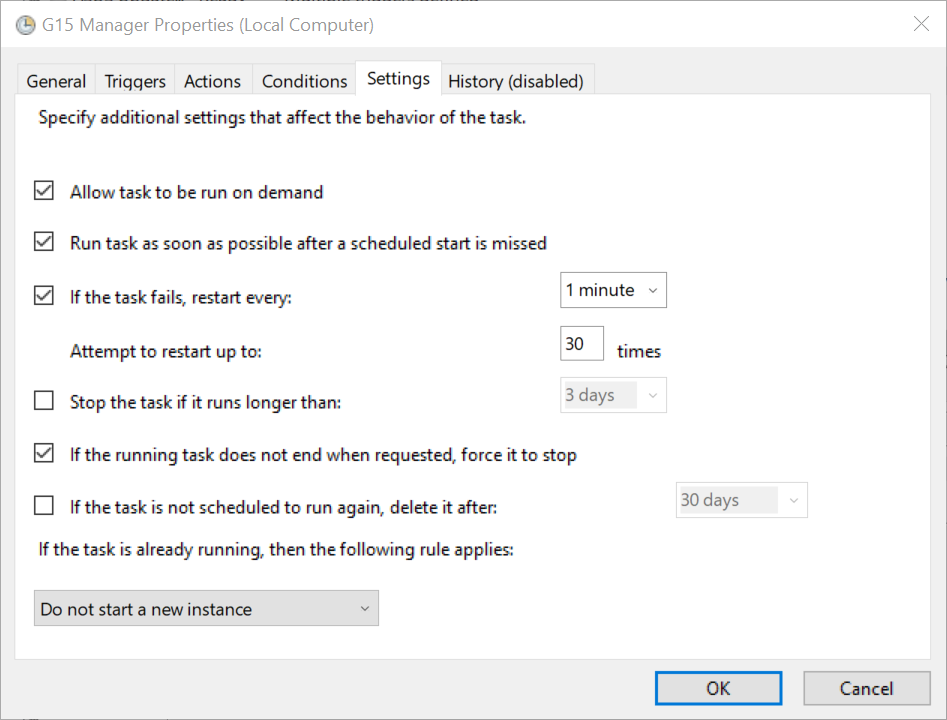 G15 Manager Properties (Local Computer)
General Triggers Actions Conditions Settings History (disabled)
Specify additional settings that affect the behavior of the task.
Allow task to be run on demand
Run task as soon as possible after a scheduled start is missed
If the task fails, restart every: 1 minute
Attempt to restart up to: 30 times
Stop the task if it runs longer than: 3 days
If the running task does not end when requested, force it to stop
If the task is not scheduled to run again, delete it after: 30 days
If the task is already running, then the following rule applies:
Do not start a new instance
OK Cancel